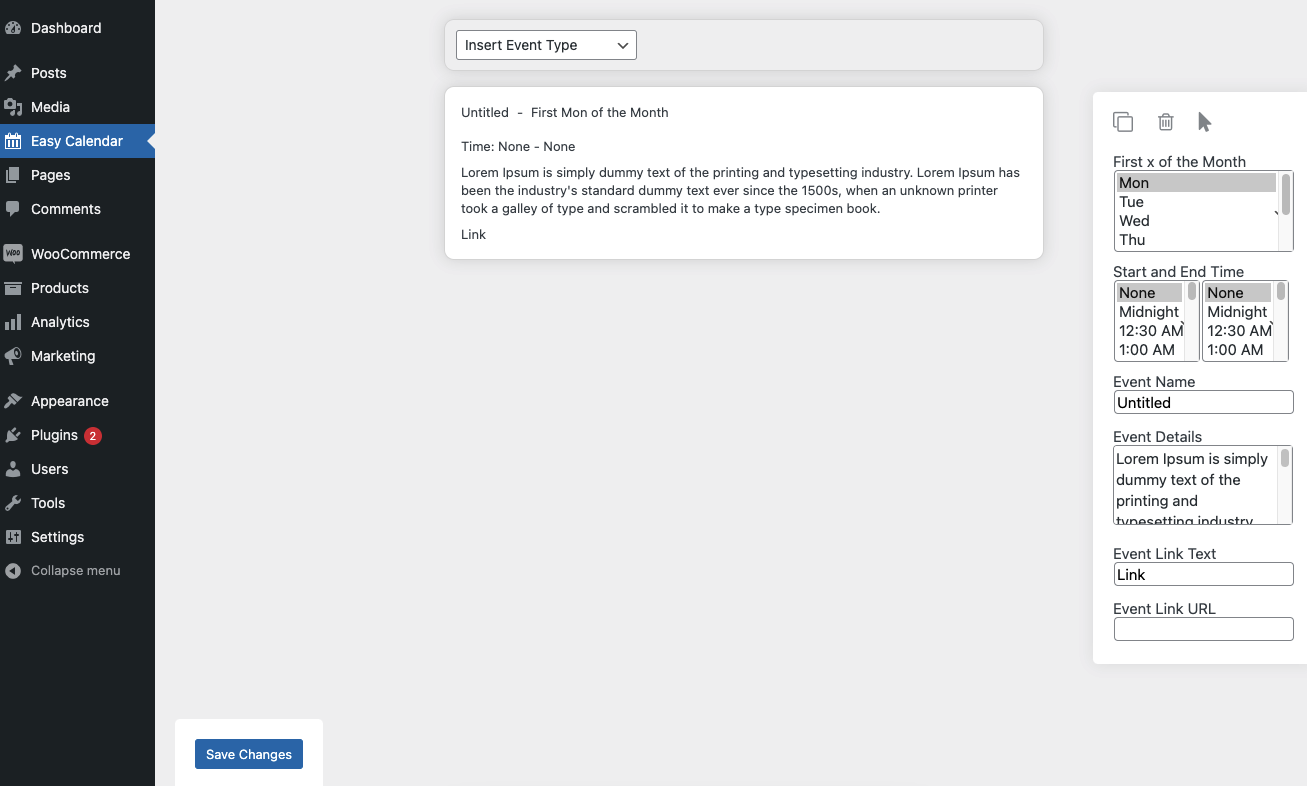 Dashboard
Posts
Media
Easy Calendar
Pages
Comments
WOO
WooCommerce
Products
Analytics
Marketing
Appearance
Plugins 2
Users
Tools
Settings
Collapse menu
Insert Event Type
Untitled - First Mon of the Month
Time: None - None
Lorem Ipsum is simply dummy text of the printing and typesetting industry. Lorem Ipsum has
been the industry's standard dummy text ever since the 1500s, when an unknown printer
took a galley of type and scrambled it to make a type specimen book.
Link
First x of the Month
Mon
Tue
Wed
Thu
Start and End Time
None None
Midnight Midnight
12:30 AM 12:30 AM
1:00 AM 1:00 AM
Event Name
Untitled
Event Details
Lorem Ipsum is simply
dummy text of the
printing and
typesetting industry.
Event Link Text
Link
Event Link URL
Save Changes